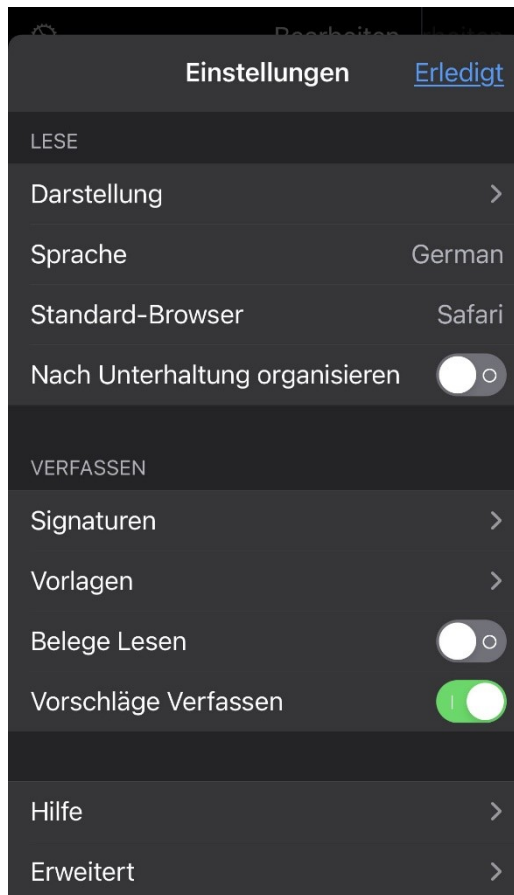 Bearbeiten
Einstellungen
Erledigt
LESE
Darstellung
Sprache
German
Standard-Browser
Safari
Nach Unterhaltung organisieren
VERFASSEN
Signaturen
Vorlagen
Belege Lesen
Vorschläge Verfassen
Hilfe
Erweitert